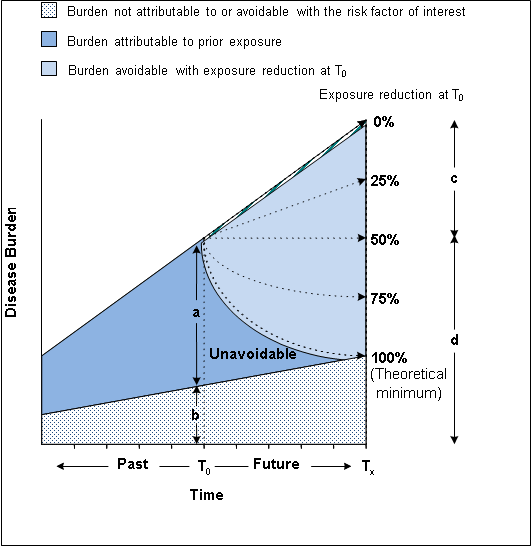 Burden not attributable to or avoidable with the risk factor of interest
Burden attributable to prior exposure
Burden avoidable with exposure reduction at T0
Exposure reduction at T0
0%
25%
c
50%
75%
a
d
Unavoidable
100%
(Theoretical
minimum)
b
Disease Burden
Past
T0
Future
Tx
Time